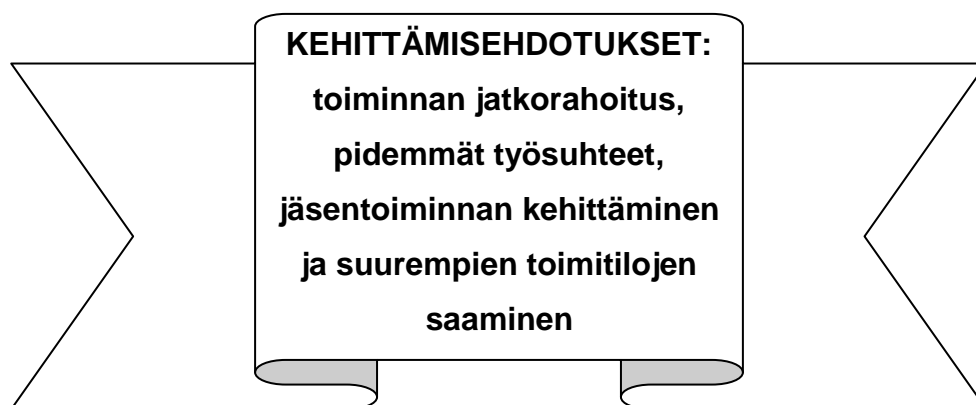 KEHITTÄMISEHDOTUKSET:
toiminnan jatkorahoitus,
pidemmät työsuhteet,
jäsentoiminnan kehittäminen
ja suurempien toimitilojen
saaminen